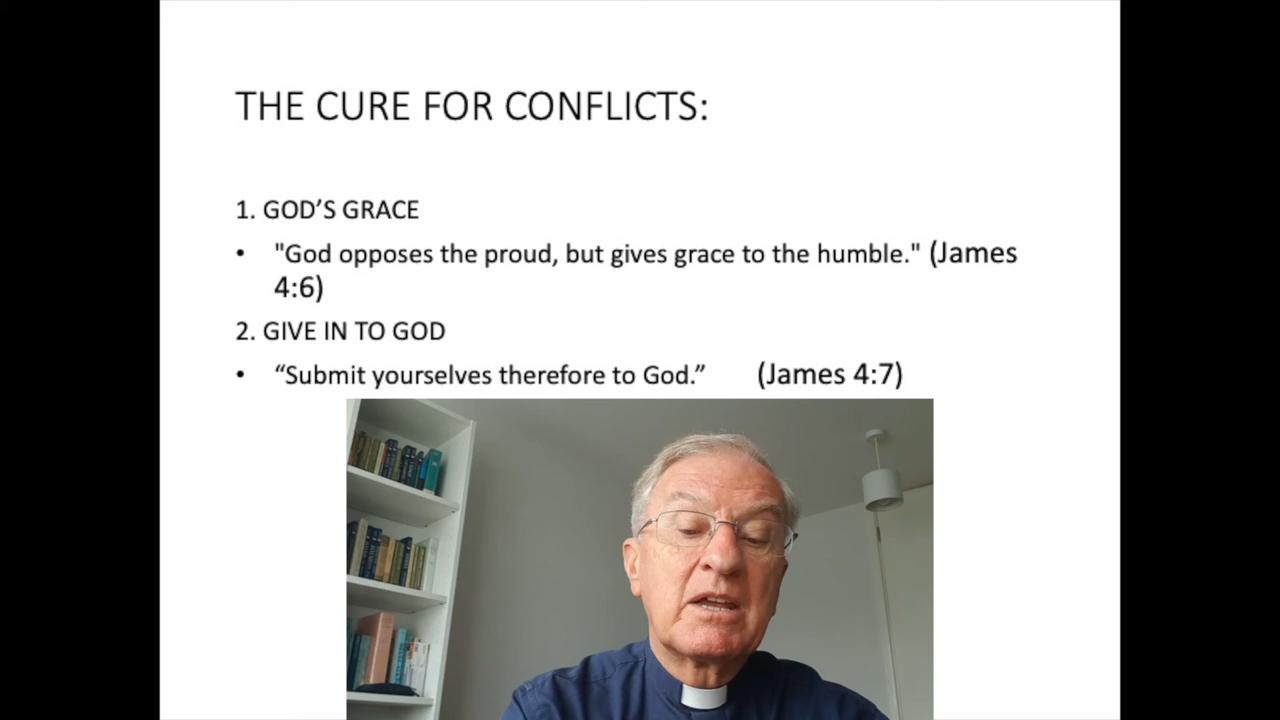 THE CURE FOR CONFLICTS:
1. GOD’S GRACE
• "God opposes the proud, but gives grace to the humble." (James
4:6)
2. GIVE IN TO GOD
• “Submit yourselves therefore to God.” (James 4:7)